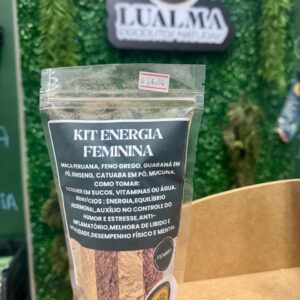 LUALMA
PRODUTOS NATURAIS
KIT ENERGIA
FEMININA
MACA PERUANA, FENO GREGO, GUARANÁ EM
PÓ, GINSENG, CATUABA EM PÓ, MUCUNA,
COMO TOMAR:
1 COLHER EM SUCOS, VITAMINAS OU ÁGUA.
BENEFÍCIOS : ENERGIA, EQUILÍBRIO
HORMONAL, AUXÍLIO NO CONTROLE DO
HUMOR E ESTRESSE, ANTI-
INFLAMATÓRIO, MELHORA DE LIBIDO E
DESEMPENHO FÍSICO E MENTAL.